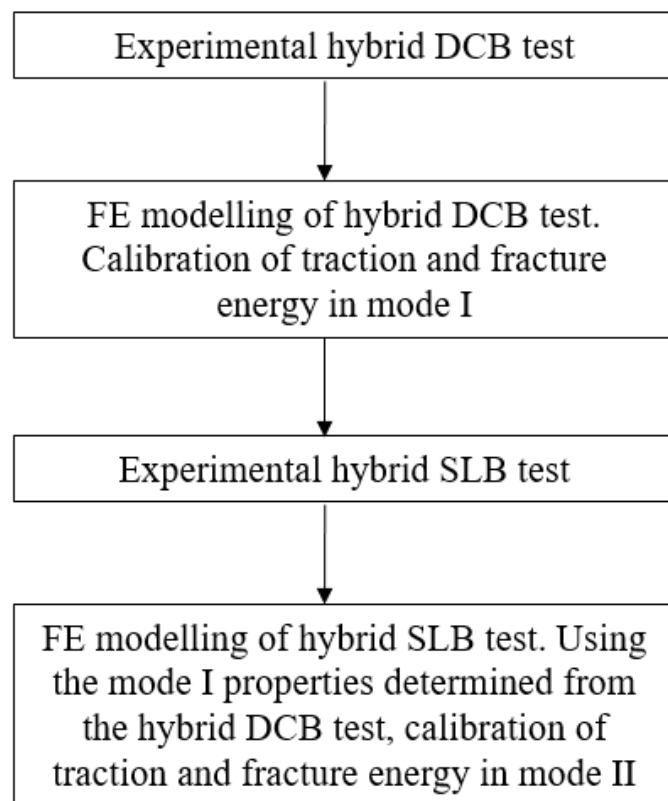 Experimental hybrid DCB test
FE modelling of hybrid DCB test.
Calibration of traction and fracture
energy in mode I
Experimental hybrid SLB test
FE modelling of hybrid SLB test. Using
the mode I properties determined from
the hybrid DCB test, calibration of
traction and fracture energy in mode II